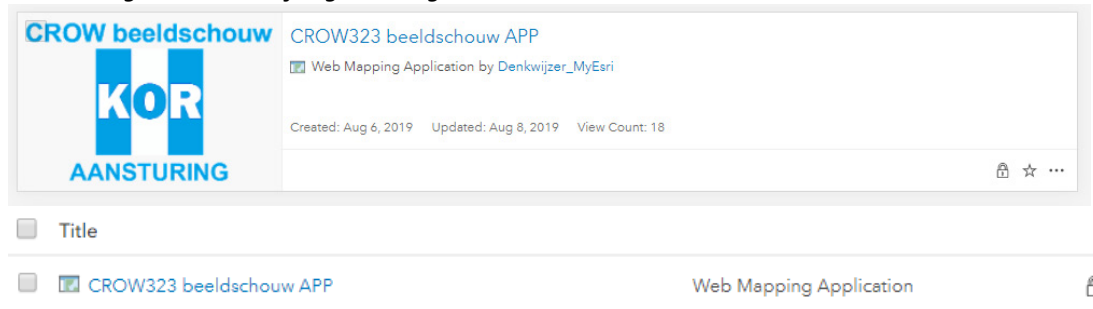 CROW beeldschouw
KOR
AANSTURING
CROW323 beeldschouw APP
Web Mapping Application by Denkwijzer_MyEsri
Created: Aug 6, 2019 Updated: Aug 8, 2019 View Count: 18
Title
CROW323 beeldschouw APP Web Mapping Application